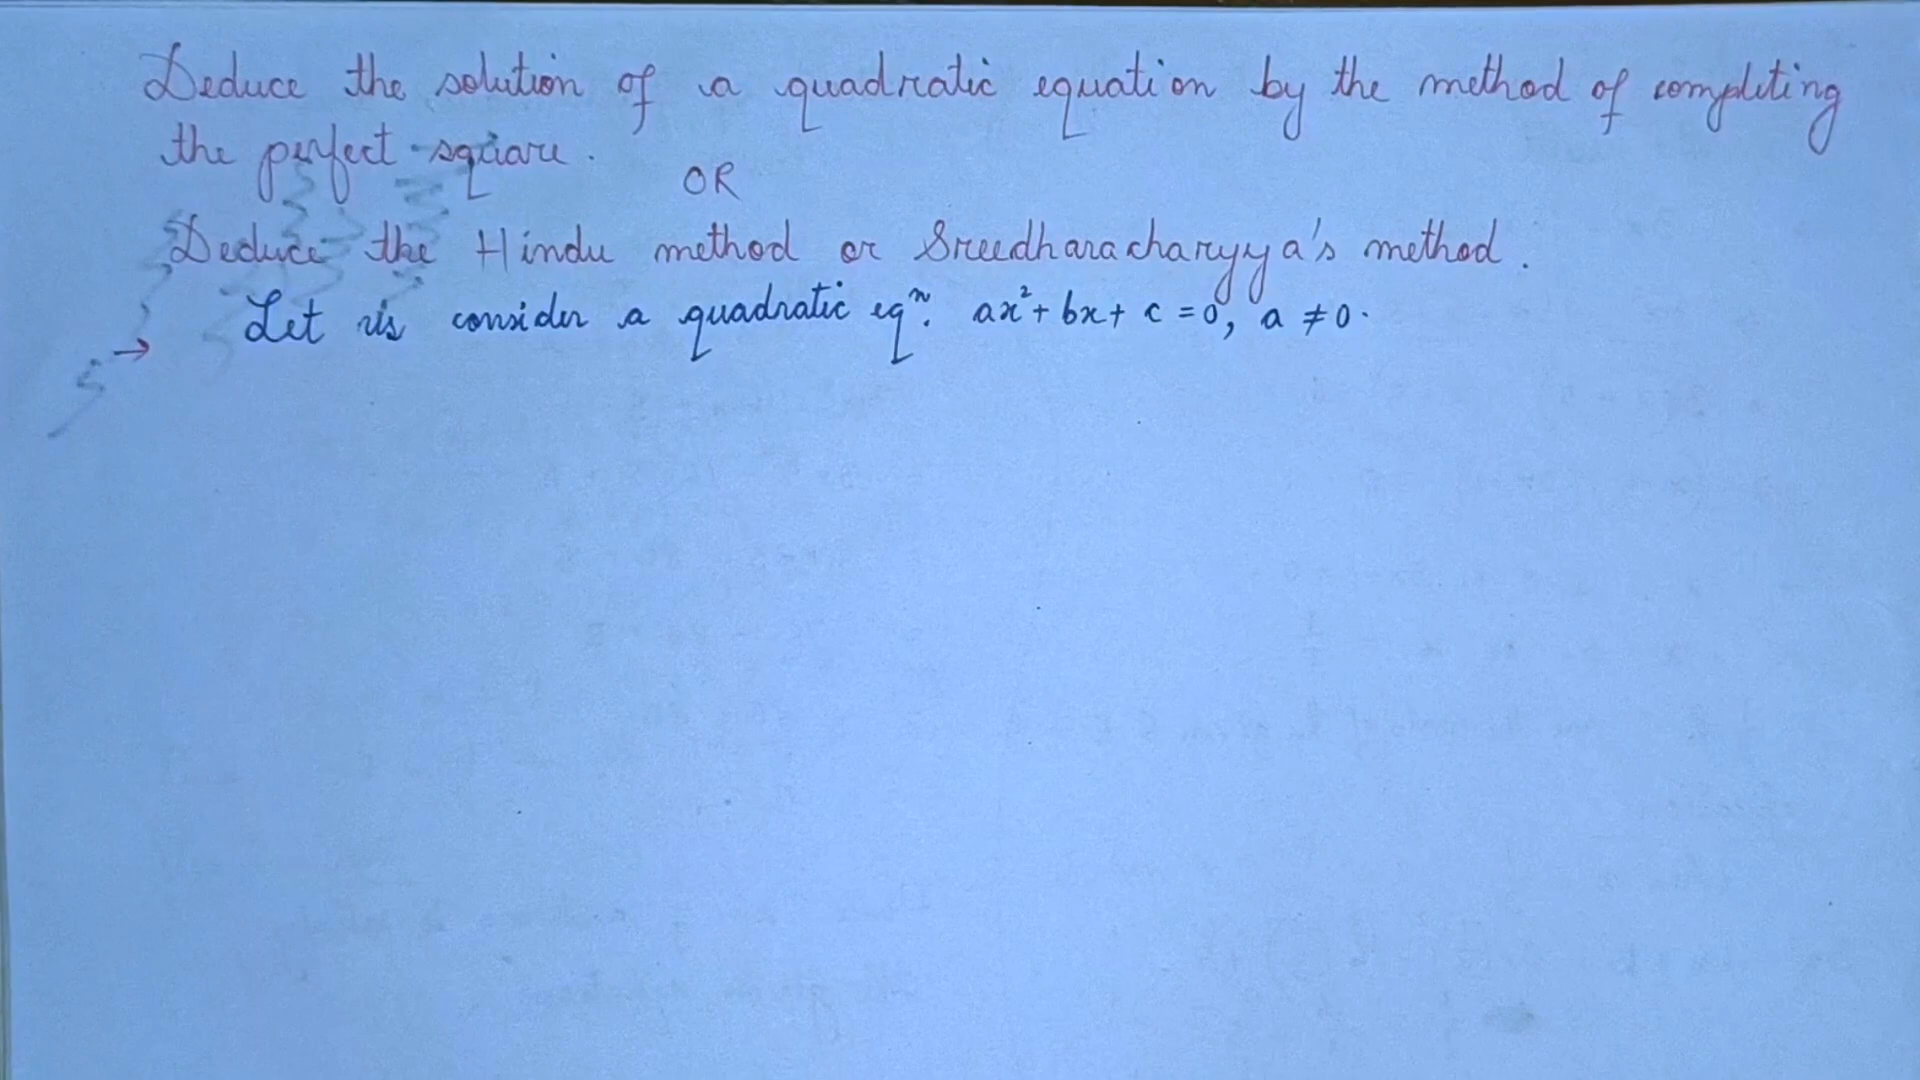 Deduce the solution of a quadratic equation by the method of completing
the perfect square.
OR
Deduce the Hindu method or Sreedharacharyya's method.
→ Let us consider a quadratic eqⁿ. ax² + bx + c = 0, a ≠ 0.